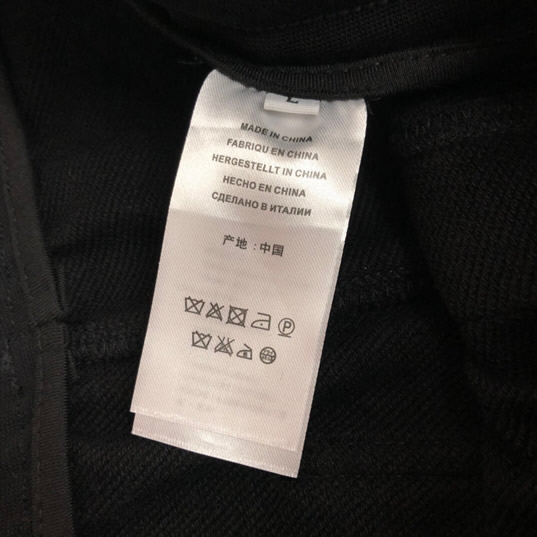 L
MADE IN CHINA
FABRIQU EN CHINA
HERGESTELLT IN CHINA
HECHO EN CHINA
СДЕЛАНО В ИТАЛИИ
产地：中国
P